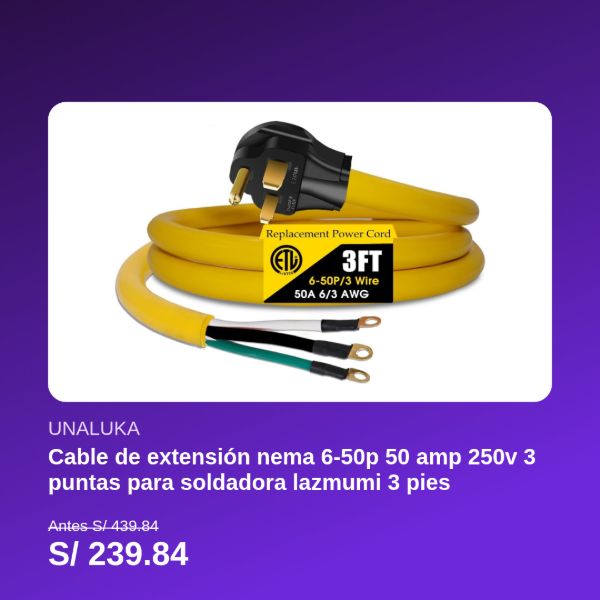 Replacement Power Cord
ETL
3FT
6-50P/3 Wire
50A 6/3 AWG
UNALUKA
Cable de extensión nema 6-50p 50 amp 250v 3
puntas para soldadora lazmumi 3 pies
Antes S/ 439.84
S/ 239.84